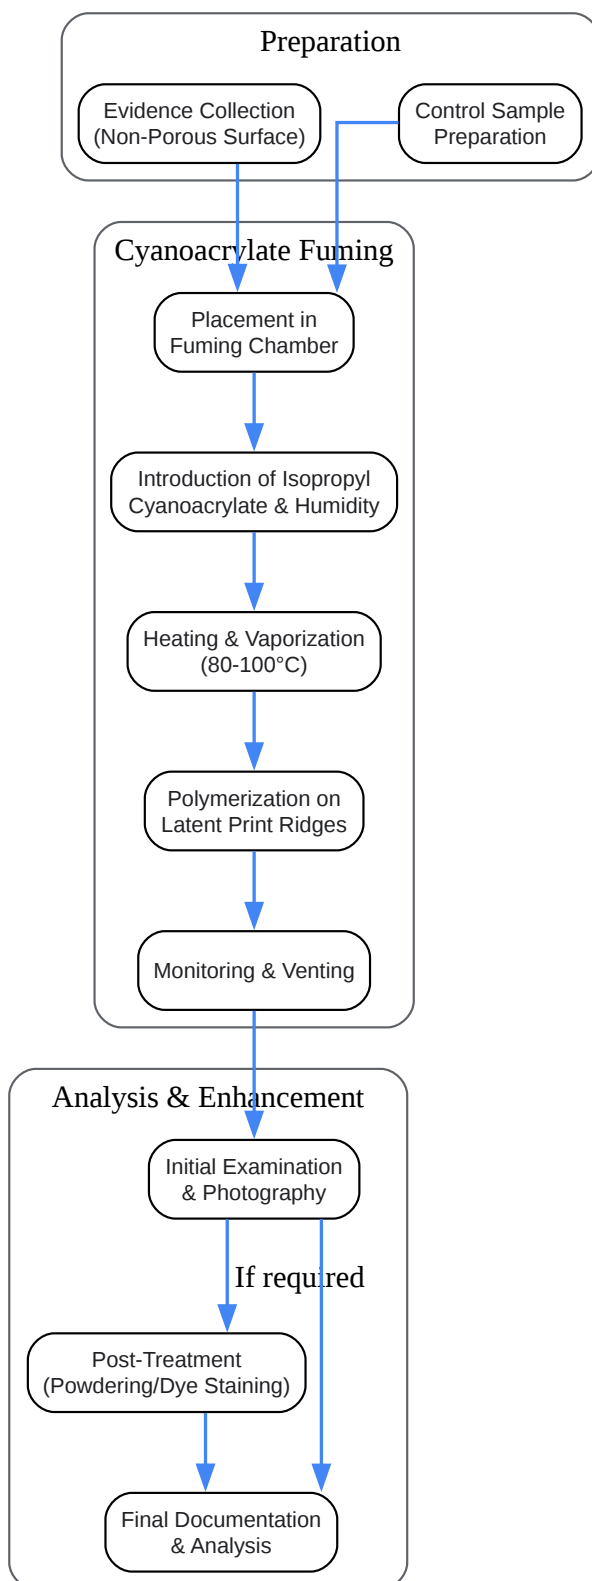 Preparation
Evidence Collection
(Non-Porous Surface)
Control Sample
Preparation
Cyanoacrylate Fuming
Placement in
Fuming Chamber
Introduction of Isopropyl
Cyanoacrylate & Humidity
Heating & Vaporization
(80-100°C)
Polymerization on
Latent Print Ridges
Monitoring & Venting
Analysis & Enhancement
Initial Examination
& Photography
If required
Post-Treatment
(Powdering/Dye Staining)
Final Documentation
& Analysis